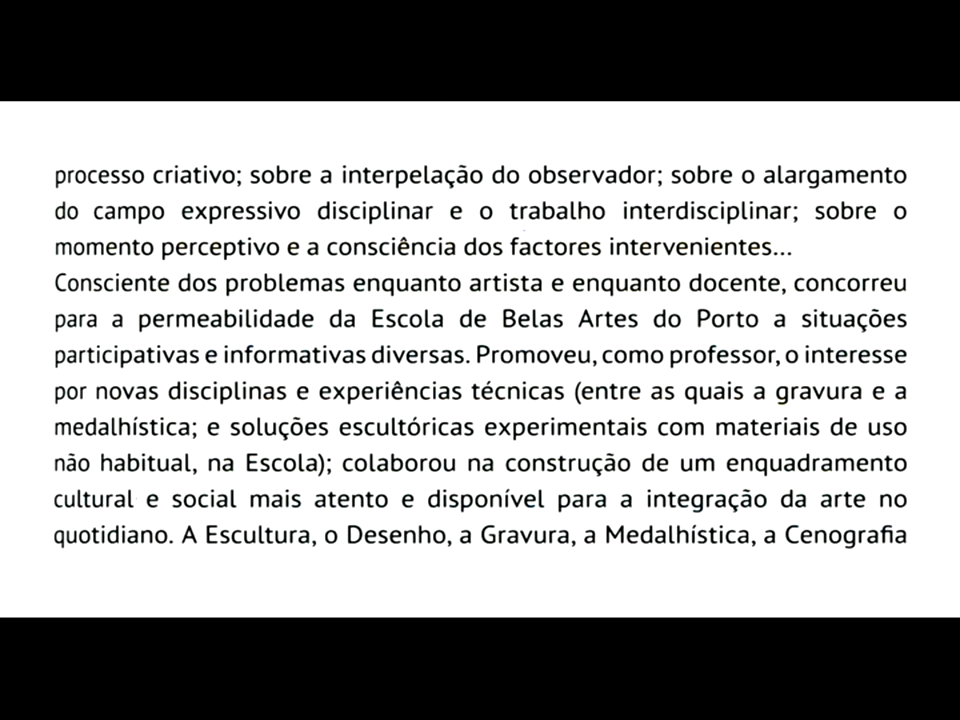 processo criativo; sobre a interpelação do observador; sobre o alargamento
do campo expressivo disciplinar e o trabalho interdisciplinar; sobre o
momento perceptivo e a consciência dos factores intervenientes...
Consciente dos problemas enquanto artista e enquanto docente, concorreu
para a permeabilidade da Escola de Belas Artes do Porto a situações
participativas e informativas diversas. Promoveu, como professor, o interesse
por novas disciplinas e experiências técnicas (entre as quais a gravura e a
medalhística; e soluções escultóricas experimentais com materiais de uso
não habitual, na Escola); colaborou na construção de um enquadramento
cultural e social mais atento e disponível para a integração da arte no
quotidiano. A Escultura, o Desenho, a Gravura, a Medalhística, a Cenografia